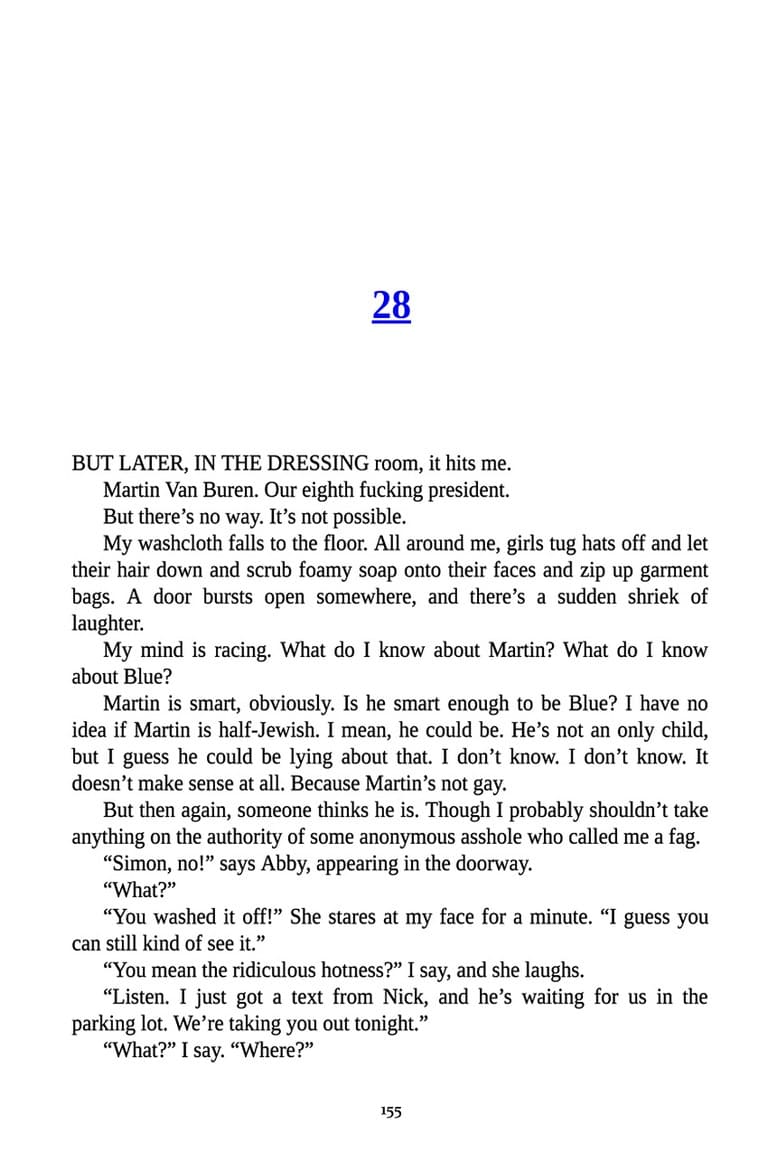 28
BUT LATER, IN THE DRESSING room, it hits me.
Martin Van Buren. Our eighth fucking president.
But there’s no way. It’s not possible.
My washcloth falls to the floor. All around me, girls tug hats off and let
their hair down and scrub foamy soap onto their faces and zip up garment
bags. A door bursts open somewhere, and there’s a sudden shriek of
laughter.
My mind is racing. What do I know about Martin? What do I know
about Blue?
Martin is smart, obviously. Is he smart enough to be Blue? I have no
idea if Martin is half-Jewish. I mean, he could be. He’s not an only child,
but I guess he could be lying about that. I don’t know. I don’t know. It
doesn’t make sense at all. Because Martin’s not gay.
But then again, someone thinks he is. Though I probably shouldn’t take
anything on the authority of some anonymous asshole who called me a fag.
“Simon, no!” says Abby, appearing in the doorway.
“What?”
“You washed it off!” She stares at my face for a minute. “I guess you
can still kind of see it.”
“You mean the ridiculous hotness?” I say, and she laughs.
“Listen. I just got a text from Nick, and he’s waiting for us in the
parking lot. We’re taking you out tonight.”
“What?” I say. “Where?”
155